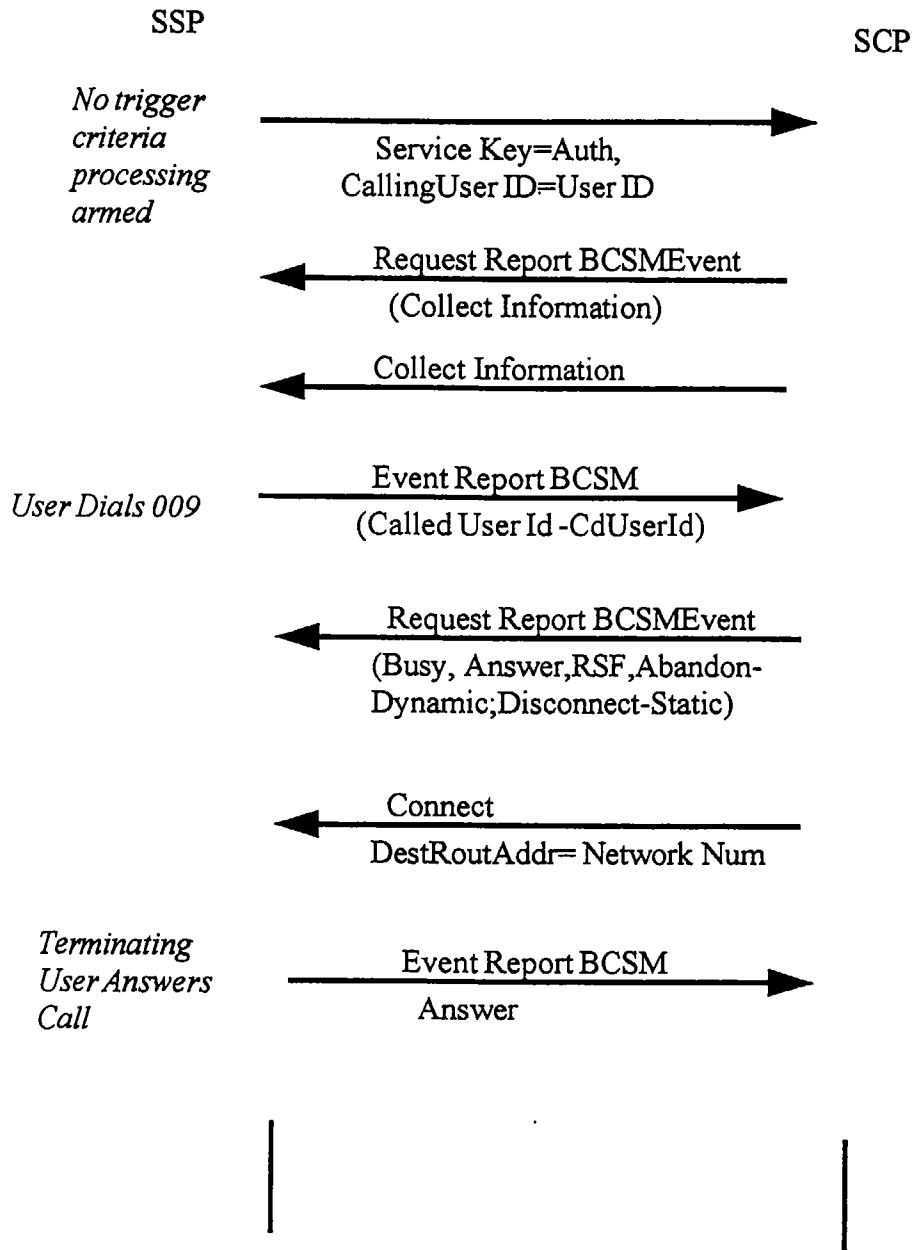 SSP
SCP
No trigger
criteria
processing
armed
Service Key=Auth,
CallingUser ID=User ID
Request Report BCSMEvent
(Collect Information)
Collect Information
User Dials 009
Event Report BCSM
(Called User Id -CdUserId)
Request Report BCSMEvent
(Busy, Answer,RSF,Abandon-
Dynamic;Disconnect-Static)
Connect
DestRoutAddr= Network Num
Terminating
User Answers
Call
Event Report BCSM
Answer